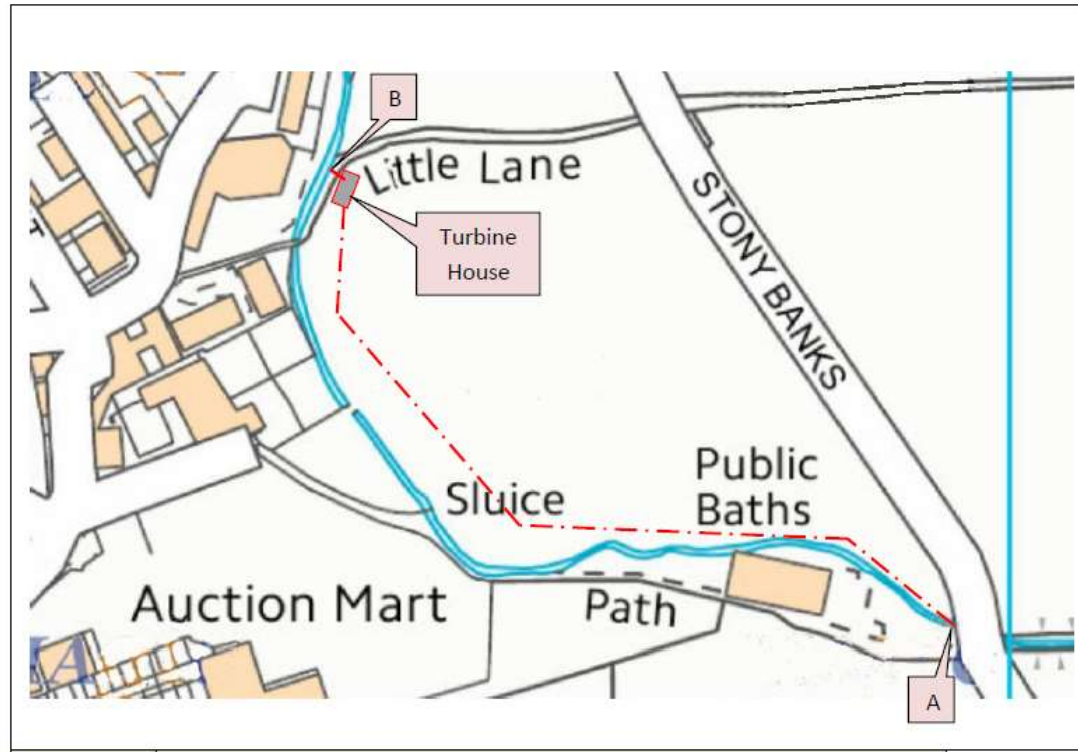 B
Little Lane
Turbine
House
STONY BANKS
Public
Baths
Sluice
Auction Mart
Path
A